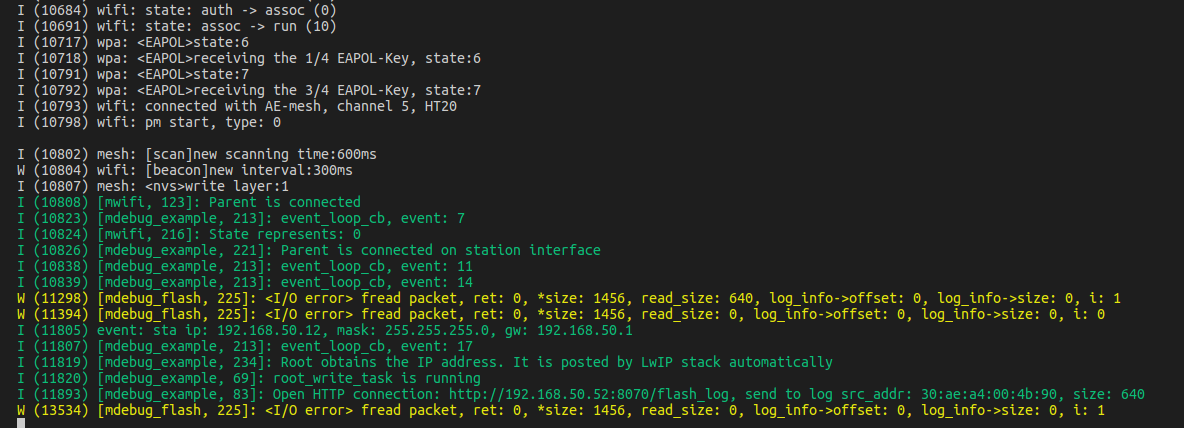 I (10684) wifi: state: auth -> assoc (0)
I (10691) wifi: state: assoc -> run (10)
I (10717) wpa: <EAPOL>state:6
I (10718) wpa: <EAPOL>receiving the 1/4 EAPOL-Key, state:6
I (10791) wpa: <EAPOL>state:7
I (10792) wpa: <EAPOL>receiving the 3/4 EAPOL-Key, state:7
I (10793) wifi: connected with AE-mesh, channel 5, HT20
I (10798) wifi: pm start, type: 0
I (10802) mesh: [scan]new scanning time:600ms
W (10804) wifi: [beacon]new interval:300ms
I (10807) mesh: <nvs>write layer:1
I (10808) [mwifi, 123]: Parent is connected
I (10823) [mdebug_example, 213]: event_loop_cb, event: 7
I (10824) [mwifi, 216]: State represents: 0
I (10826) [mdebug_example, 221]: Parent is connected on station interface
I (10838) [mdebug_example, 213]: event_loop_cb, event: 11
I (10839) [mdebug_example, 213]: event_loop_cb, event: 14
W (11298) [mdebug_flash, 225]: <I/O error> fread packet, ret: 0, *size: 1456, read_size: 640, log_info->offset: 0, log_info->size: 0, i: 1
W (11394) [mdebug_flash, 225]: <I/O error> fread packet, ret: 0, *size: 1456, read_size: 0, log_info->offset: 0, log_info->size: 0, i: 0
I (11805) event: sta ip: 192.168.50.12, mask: 255.255.255.0, gw: 192.168.50.1
I (11807) [mdebug_example, 213]: event_loop_cb, event: 17
I (11819) [mdebug_example, 234]: Root obtains the IP address. It is posted by LwIP stack automatically
I (11820) [mdebug_example, 69]: root_write_task is running
I (11893) [mdebug_example, 83]: Open HTTP connection: http://192.168.50.52:8070/flash_log, send to log src_addr: 30:ae:a4:00:4b:90, size: 640
W (13534) [mdebug_flash, 225]: <I/O error> fread packet, ret: 0, *size: 1456, read_size: 0, log_info->offset: 0, log_info->size: 0, i: 1